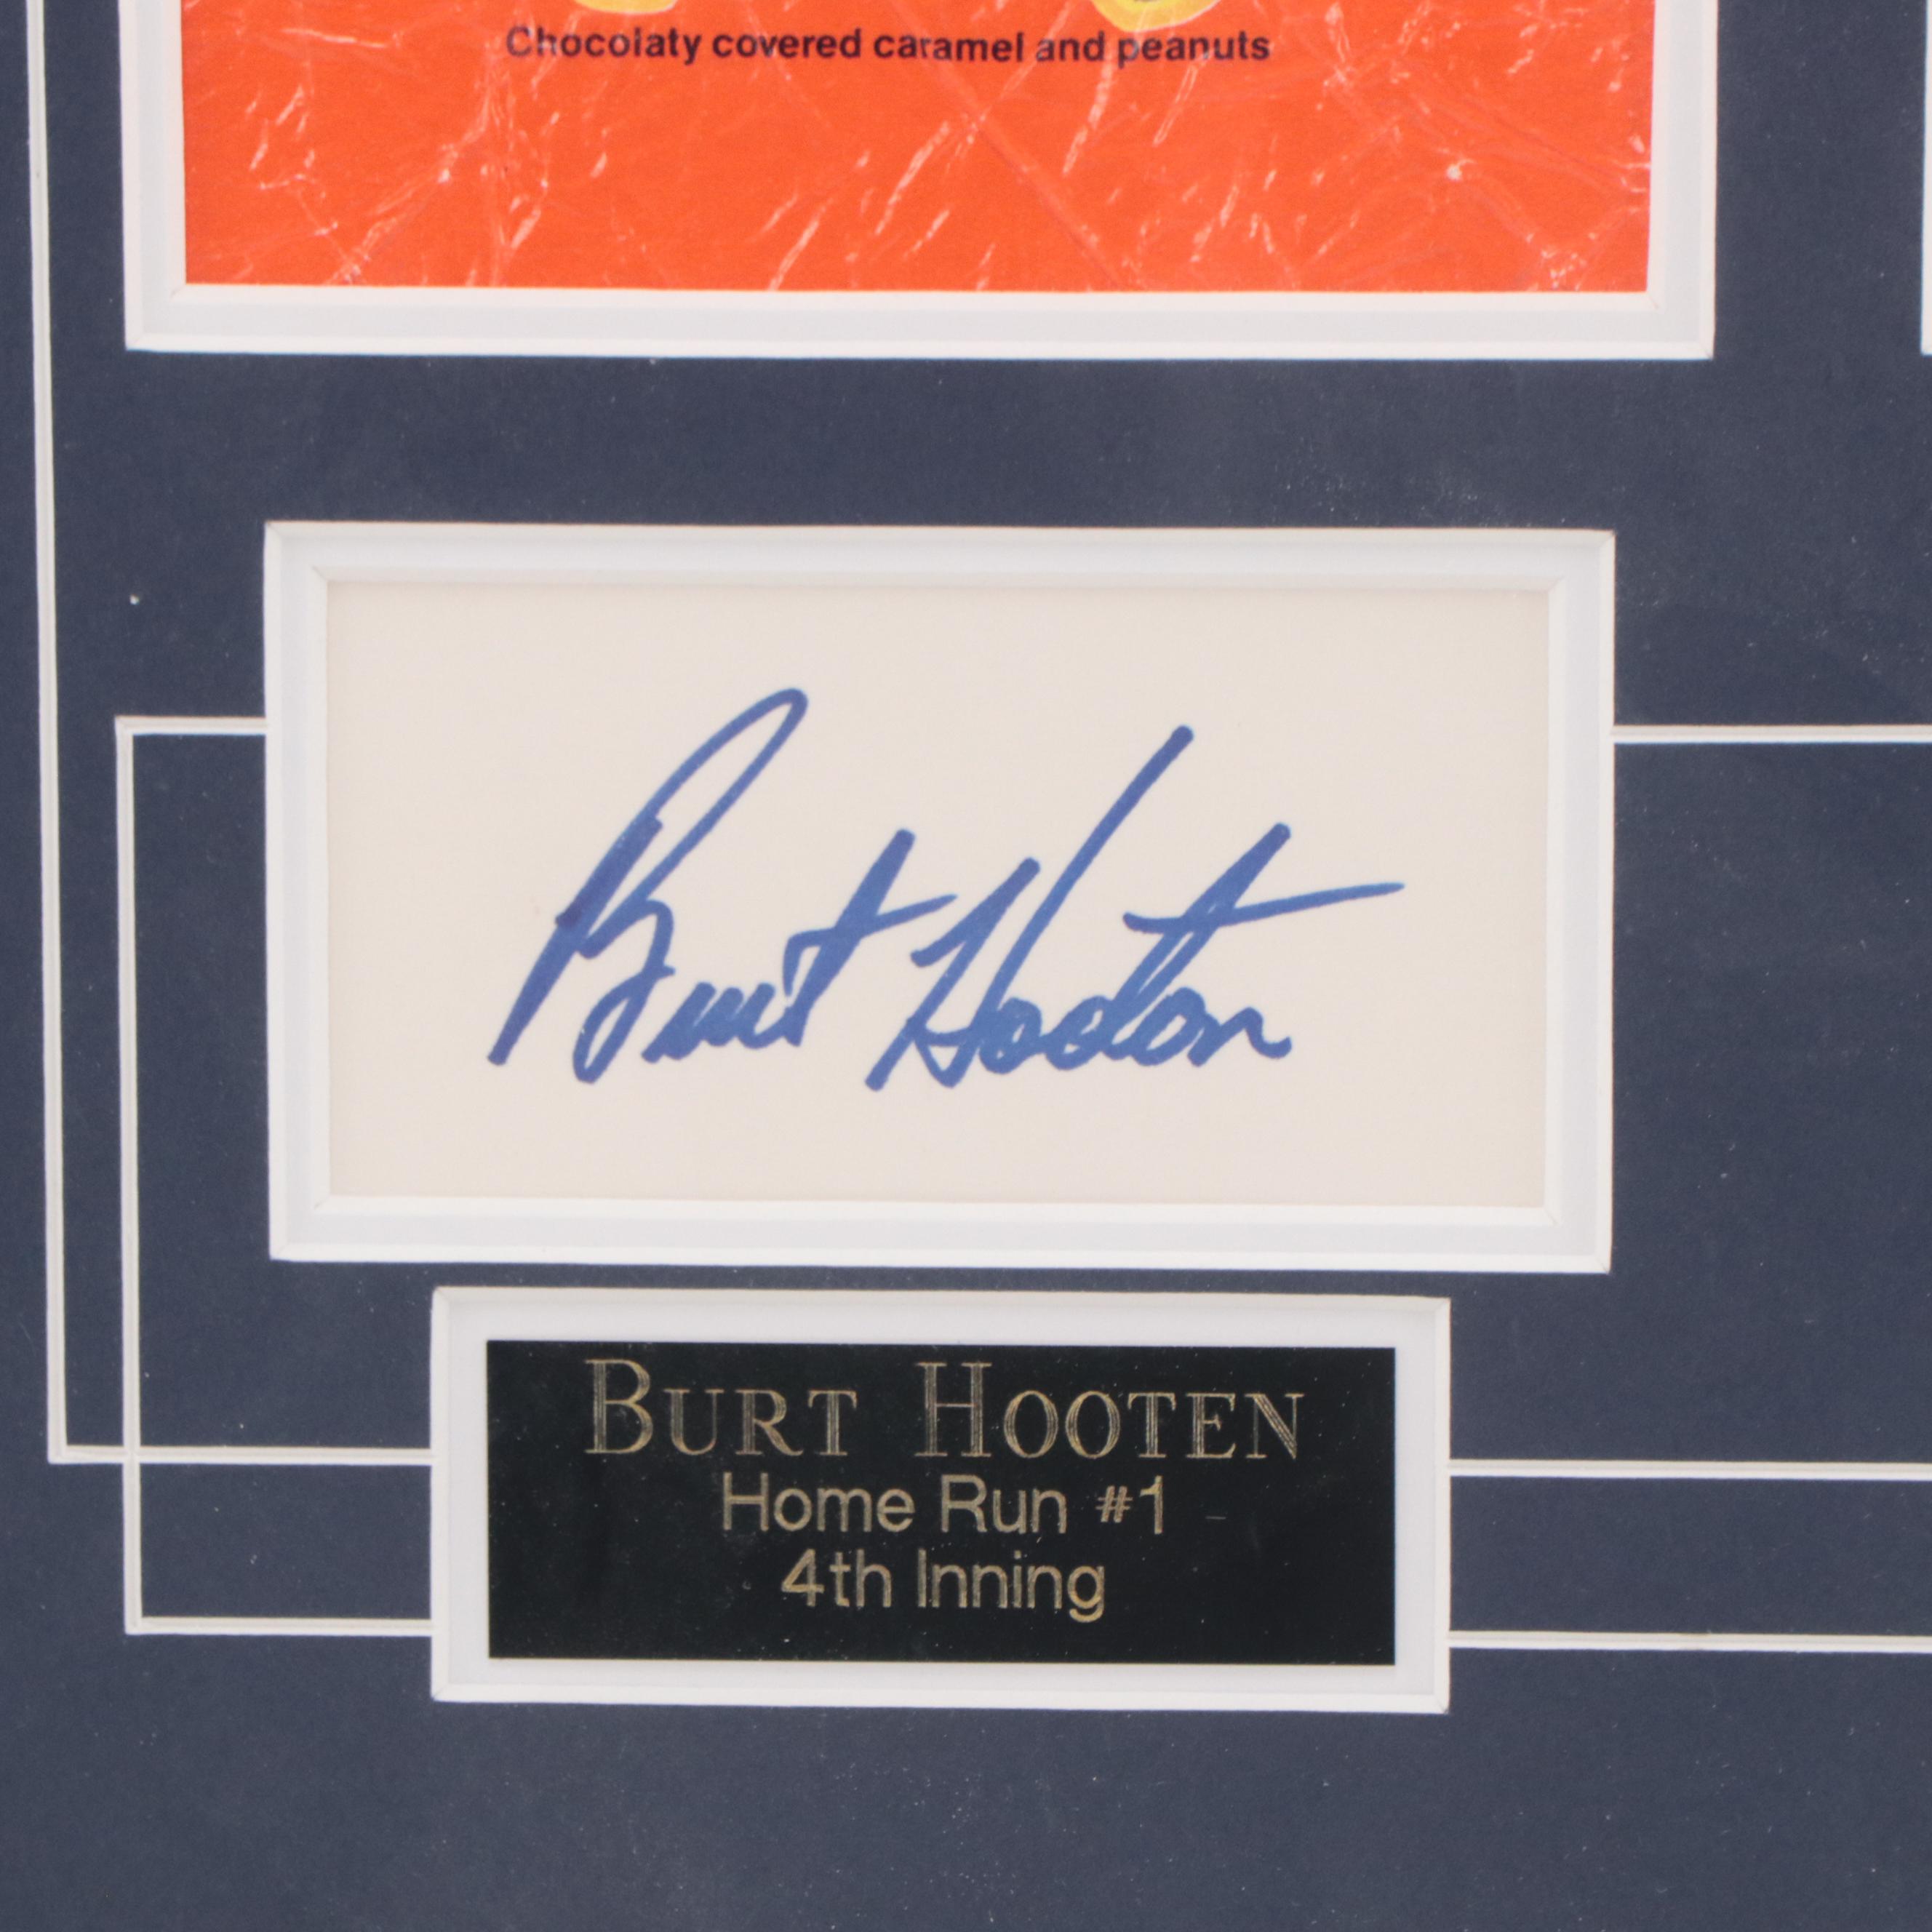 Chocolaty covered caramel and peanuts
Burt Hooton
BURT HOOTEN
Home Run #1
4th Inning